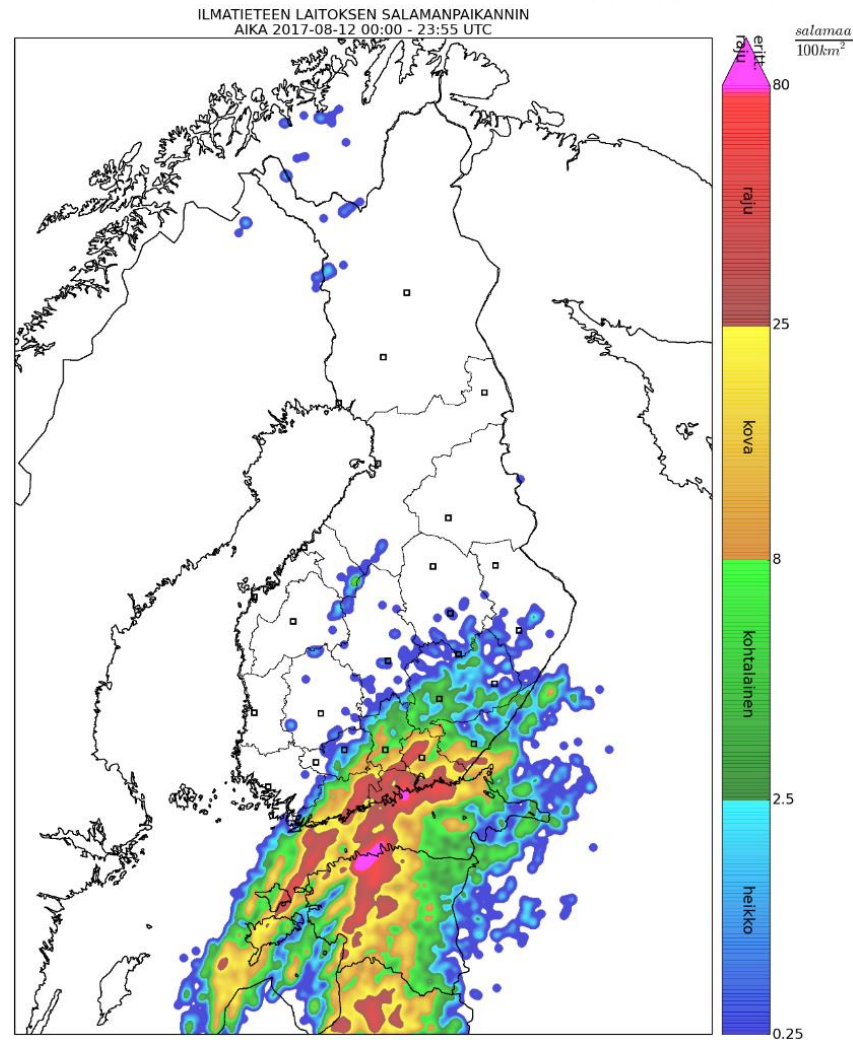 ILMATIETEEN LAITOKSEN SALAMANPAIKANNIN
AIKA 2017-08-12 00:00 - 23:55 UTC
salamaa
100km²
eritt.
raju
80
raju
25
kova
8
kohtalainen
2.5
heikko
0.25